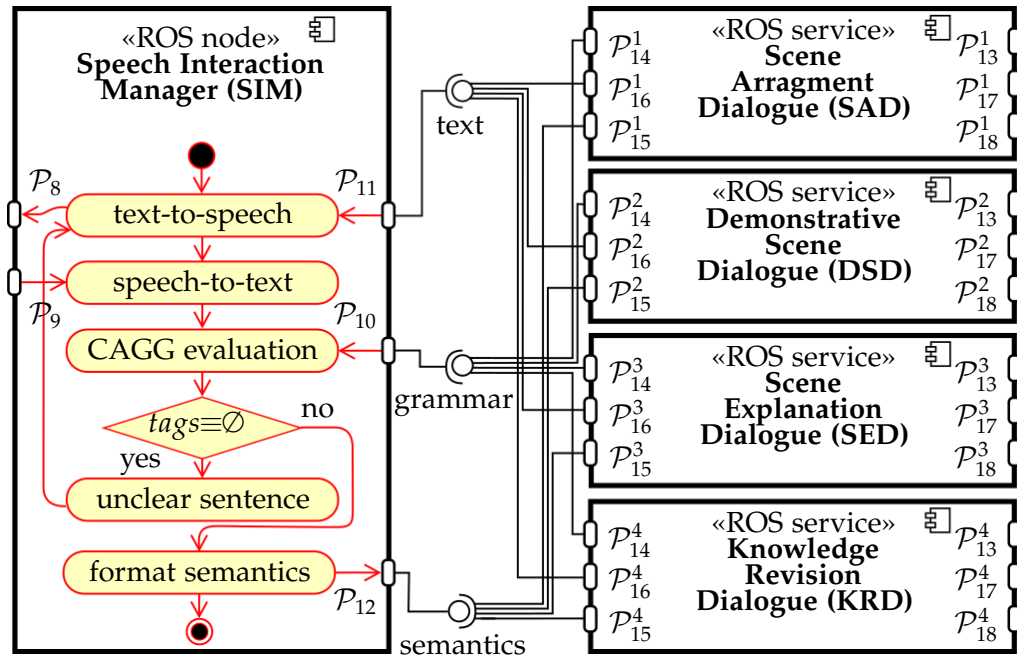 «ROS node»
Speech Interaction
Manager (SIM)
𝒫₈
𝒫₁₁
text-to-speech
speech-to-text
𝒫₉
𝒫₁₀
CAGG evaluation
tags≡∅
no
yes
unclear sentence
format semantics
𝒫₁₂
text
grammar
semantics
«ROS service»
Scene
Arragment
Dialogue (SAD)
𝒫¹₁₄
𝒫¹₁₆
𝒫¹₁₅
𝒫¹₁₃
𝒫¹₁₇
𝒫¹₁₈
«ROS service»
Demonstrative
Scene
Dialogue (DSD)
𝒫²₁₄
𝒫²₁₆
𝒫²₁₅
𝒫²₁₃
𝒫²₁₇
𝒫²₁₈
«ROS service»
Scene
Explanation
Dialogue (SED)
𝒫³₁₄
𝒫³₁₆
𝒫³₁₅
𝒫³₁₃
𝒫³₁₇
𝒫³₁₈
«ROS service»
Knowledge
Revision
Dialogue (KRD)
𝒫⁴₁₄
𝒫⁴₁₆
𝒫⁴₁₅
𝒫⁴₁₃
𝒫⁴₁₇
𝒫⁴₁₈